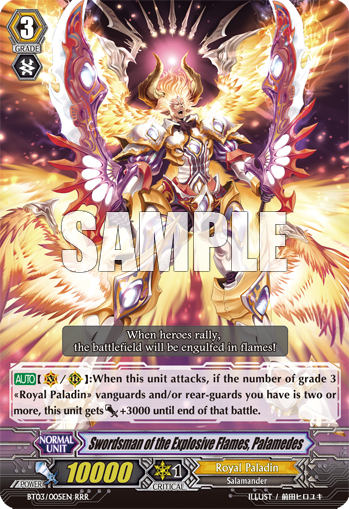 3
GRADE
SAMPLE
When heroes rally,
the battlefield will be engulfed in flames!
AUTO [ / ]:When this unit attacks, if the number of grade 3
«Royal Paladin» vanguards and/or rear-guards you have is two or
more, this unit gets +3000 until end of that battle.
NORMAL
UNIT
Swordsman of the Explosive Flames, Palamedes
POWER
10000
1
CRITICAL
Royal Paladin
Salamander
BT03/005EN RRR
ILLUST / 前田ヒロユキ